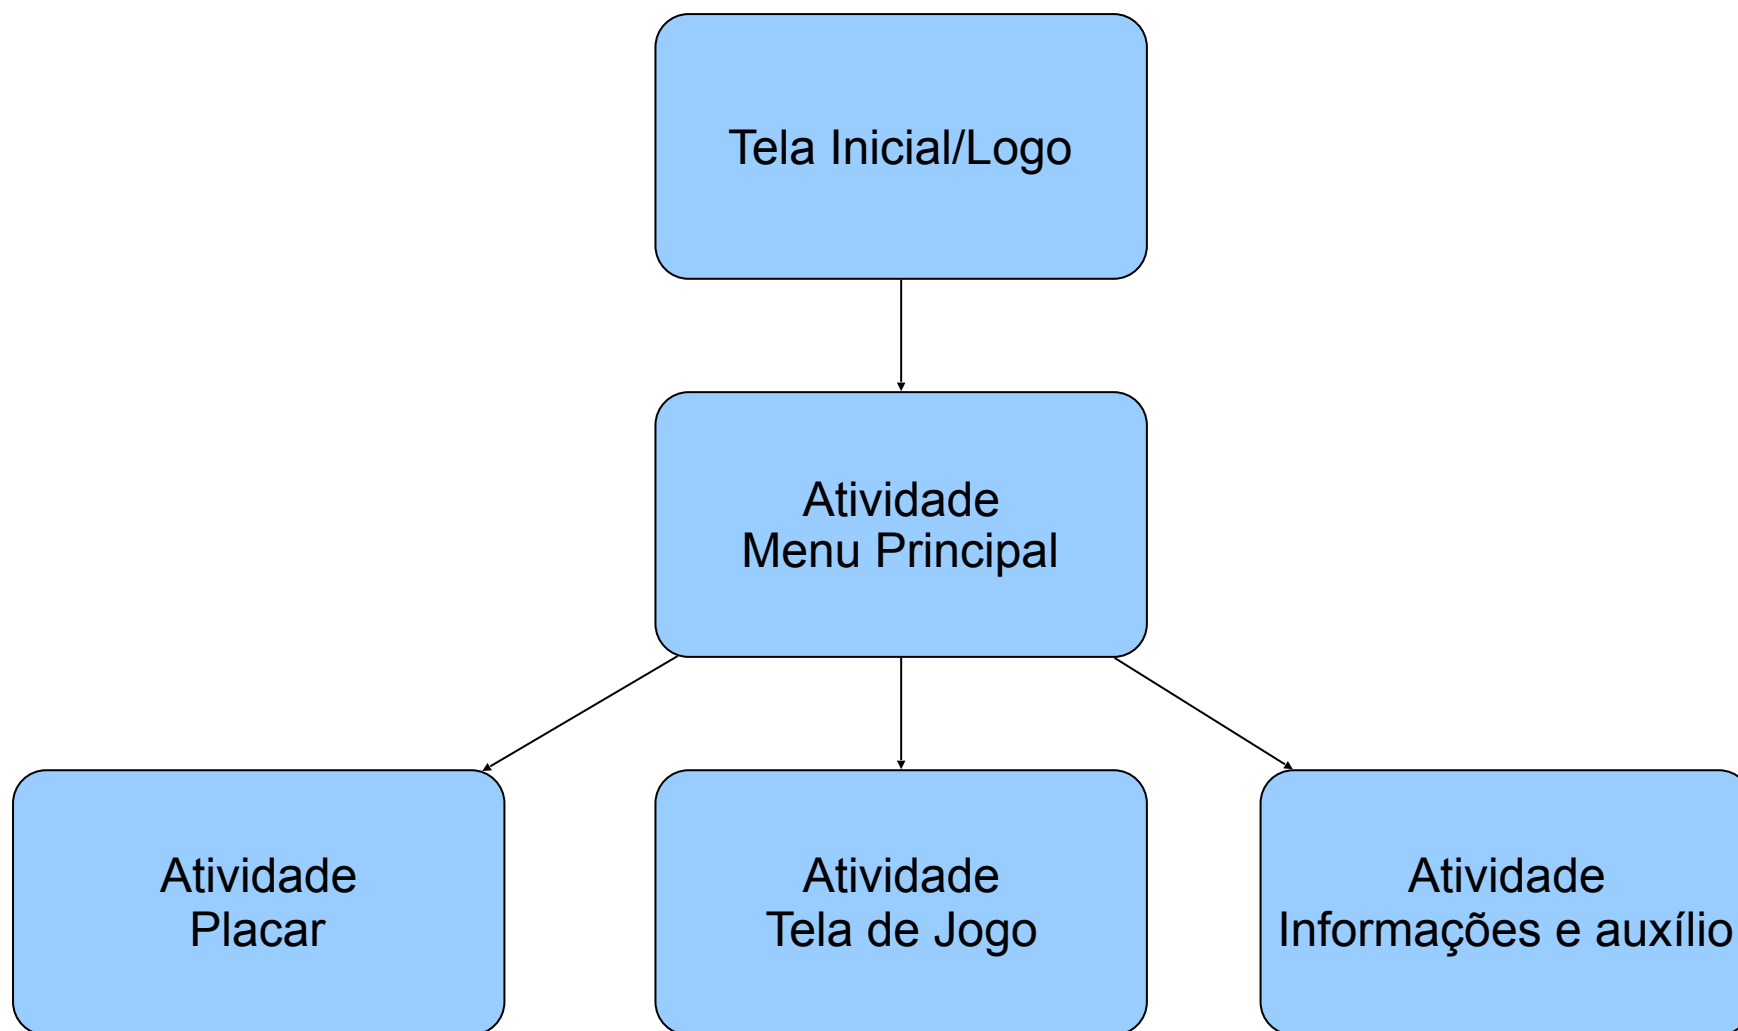 Tela Inicial/Logo
Atividade
Menu Principal
Atividade
Placar
Atividade
Tela de Jogo
Atividade
Informações e auxílio